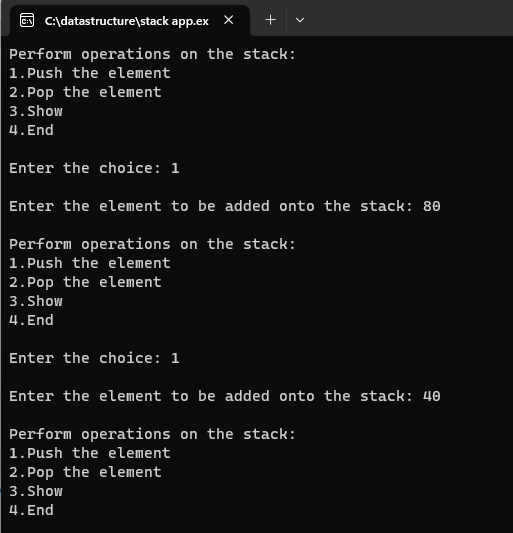 C:\datastructure\stack app.ex
Perform operations on the stack:
1.Push the element
2.Pop the element
3.Show
4.End
Enter the choice: 1
Enter the element to be added onto the stack: 80
Perform operations on the stack:
1.Push the element
2.Pop the element
3.Show
4.End
Enter the choice: 1
Enter the element to be added onto the stack: 40
Perform operations on the stack:
1.Push the element
2.Pop the element
3.Show
4.End